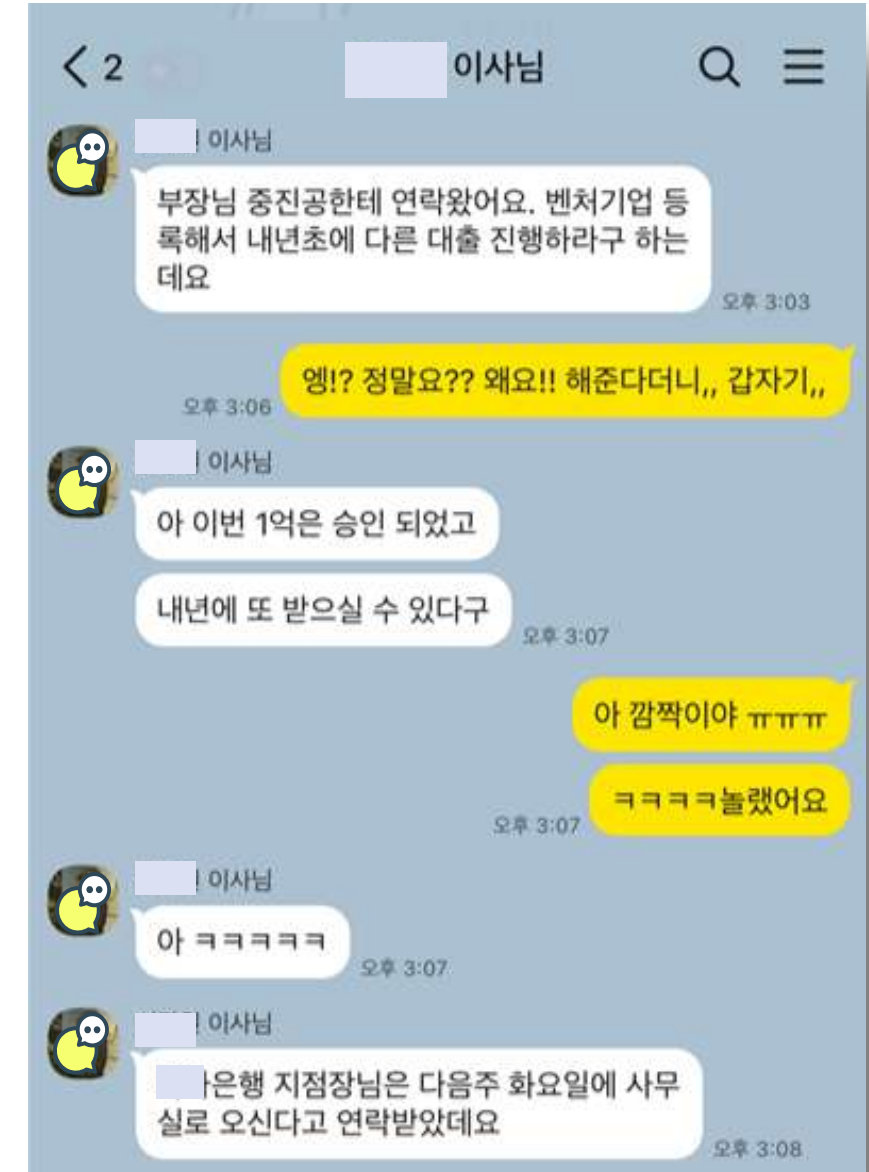 2
이사님
이사님
부장님 중진공한테 연락왔어요. 벤처기업 등
록해서 내년초에 다른 대출 진행하라구 하는
데요
오후 3:03
엥!? 정말요?? 왜요!! 해준다더니,, 갑자기,,
오후 3:06
이사님
아 이번 1억은 승인 되었고
내년에 또 받으실 수 있다구
오후 3:07
아 깜짝이야 ㅠㅠㅠ
ㅋㅋㅋㅋ놀랬어요
오후 3:07
이사님
아 ㅋㅋㅋㅋㅋ
오후 3:07
이사님
은행 지점장님은 다음주 화요일에 사무
실로 오신다고 연락받았데요
오후 3:08